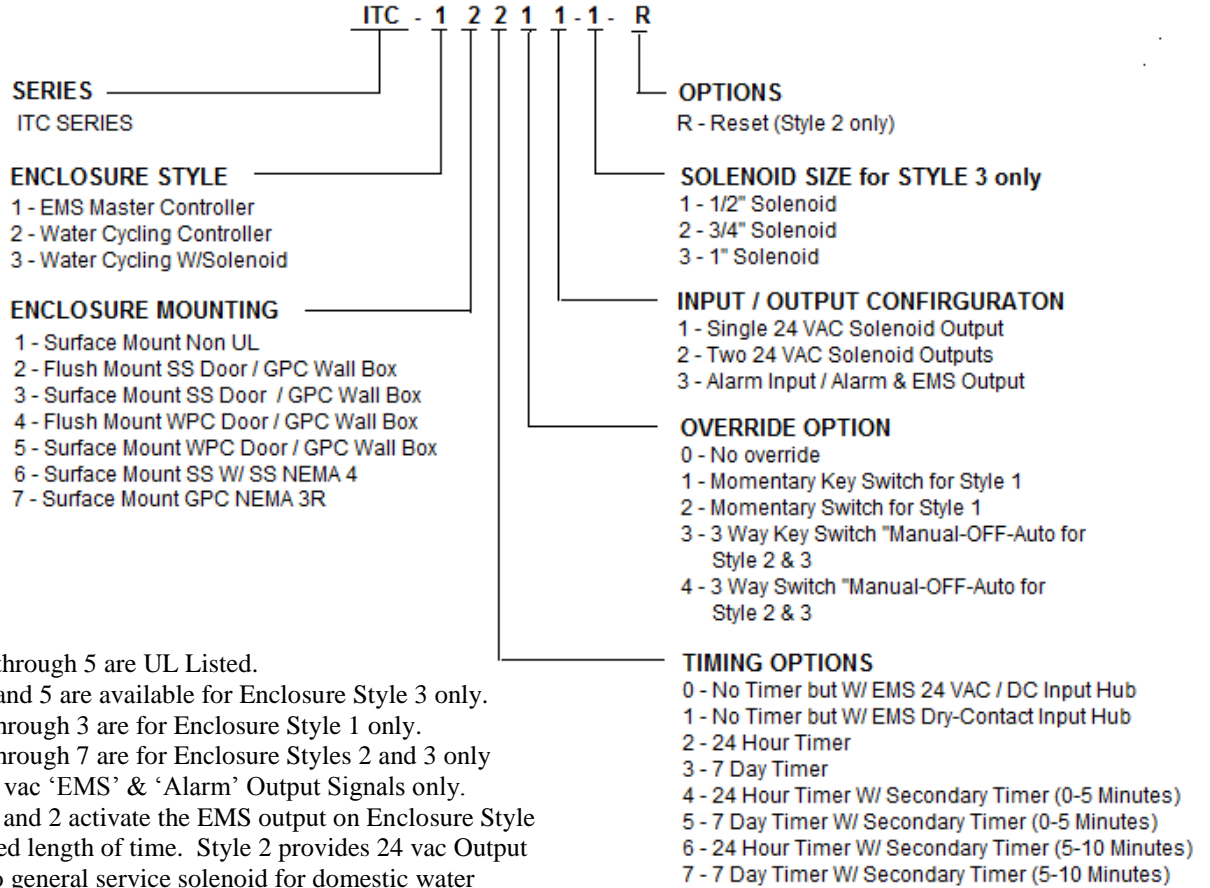 ITC - 1 2 2 1 1 - 1 - R
SERIES
ITC SERIES
ENCLOSURE STYLE
1 - EMS Master Controller
2 - Water Cycling Controller
3 - Water Cycling W/Solenoid
ENCLOSURE MOUNTING
1 - Surface Mount Non UL
2 - Flush Mount SS Door / GPC Wall Box
3 - Surface Mount SS Door / GPC Wall Box
4 - Flush Mount WPC Door / GPC Wall Box
5 - Surface Mount WPC Door / GPC Wall Box
6 - Surface Mount SS W/ SS NEMA 4
7 - Surface Mount GPC NEMA 3R
through 5 are UL Listed.
and 5 are available for Enclosure Style 3 only.
hrough 3 are for Enclosure Style 1 only.
hrough 7 are for Enclosure Styles 2 and 3 only
vac ‘EMS’ & ‘Alarm’ Output Signals only.
and 2 activate the EMS output on Enclosure Style
ed length of time. Style 2 provides 24 vac Output
o general service solenoid for domestic water
OPTIONS
R - Reset (Style 2 only)
SOLENOID SIZE for STYLE 3 only
1 - 1/2" Solenoid
2 - 3/4" Solenoid
3 - 1" Solenoid
INPUT / OUTPUT CONFIRGURATON
1 - Single 24 VAC Solenoid Output
2 - Two 24 VAC Solenoid Outputs
3 - Alarm Input / Alarm & EMS Output
OVERRIDE OPTION
0 - No override
1 - Momentary Key Switch for Style 1
2 - Momentary Switch for Style 1
3 - 3 Way Key Switch "Manual-OFF-Auto for
Style 2 & 3
4 - 3 Way Switch "Manual-OFF-Auto for
Style 2 & 3
TIMING OPTIONS
0 - No Timer but W/ EMS 24 VAC / DC Input Hub
1 - No Timer but W/ EMS Dry-Contact Input Hub
2 - 24 Hour Timer
3 - 7 Day Timer
4 - 24 Hour Timer W/ Secondary Timer (0-5 Minutes)
5 - 7 Day Timer W/ Secondary Timer (0-5 Minutes)
6 - 24 Hour Timer W/ Secondary Timer (5-10 Minutes)
7 - 7 Day Timer W/ Secondary Timer (5-10 Minutes)